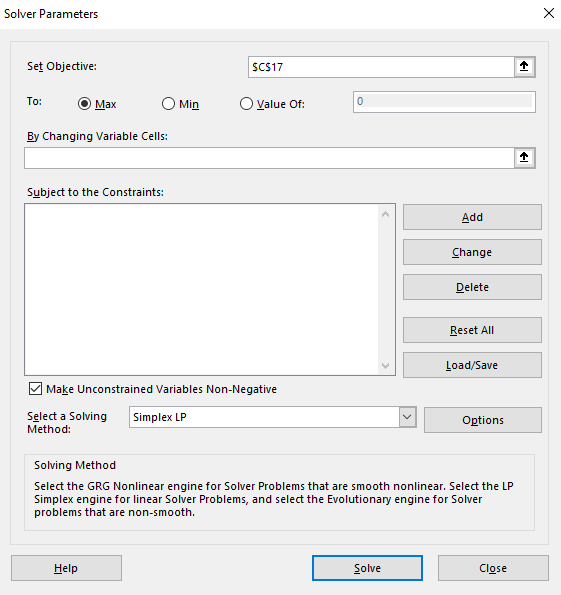 Solver Parameters
Set Objective:
$C$17
To:
Max
Min
Value Of:
0
By Changing Variable Cells:
Subject to the Constraints:
Add
Change
Delete
Reset All
Load/Save
Make Unconstrained Variables Non-Negative
Select a Solving
Method:
Simplex LP
Options
Solving Method
Select the GRG Nonlinear engine for Solver Problems that are smooth nonlinear. Select the LP
Simplex engine for linear Solver Problems, and select the Evolutionary engine for Solver
problems that are non-smooth.
Help
Solve
Close